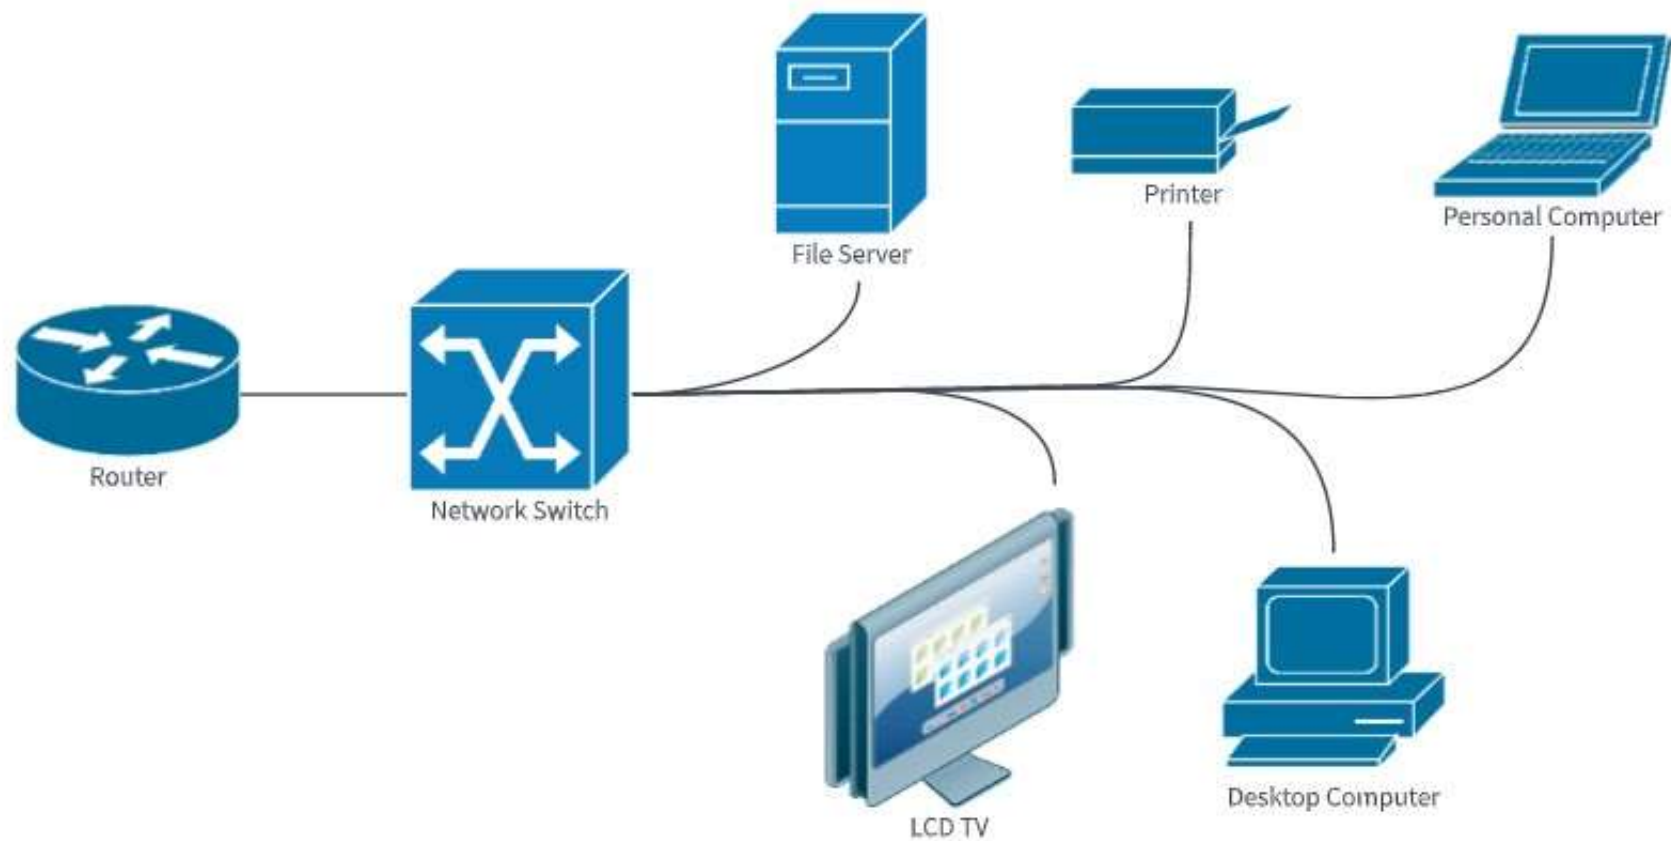 File Server
Printer
Personal Computer
Router
Network Switch
LCD TV
Desktop Computer